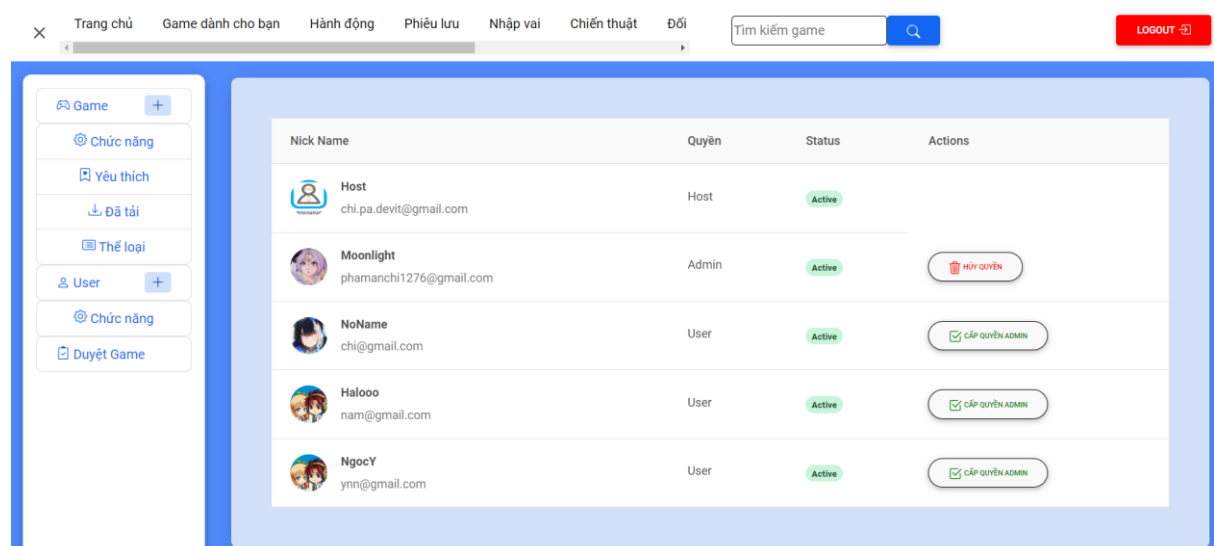 Trang chủ Game dành cho bạn Hành động Phiêu lưu Nhập vai Chiến thuật Đối
Tìm kiếm game
LOGOUT
Game +
Chức năng
Yêu thích
Đã tải
Thể loại
User +
Chức năng
Duyệt Game
Nick Name Quyền Status Actions
Host
chi.pa.devit@gmail.com
Host Active
Moonlight
phamanchi1276@gmail.com
Admin Active HỦY QUYỀN
NoName
chi@gmail.com
User Active CẤP QUYỀN ADMIN
Halooo
nam@gmail.com
User Active CẤP QUYỀN ADMIN
NgocY
ynn@gmail.com
User Active CẤP QUYỀN ADMIN